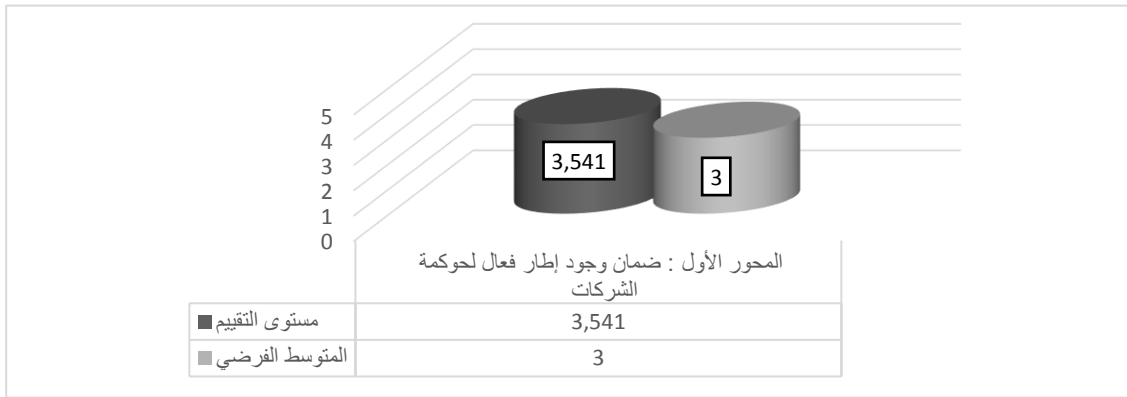 5
4
3
2
1
0
3,541
3
المحور الأول : ضمان وجود إطار فعال لحوكمة
الشركات
مستوى التقييم 3,541
المتوسط الفرضي 3